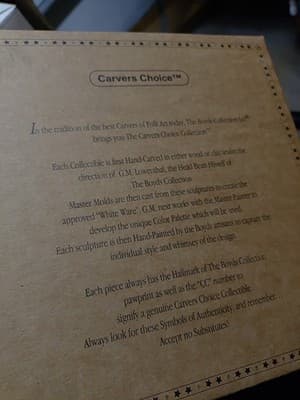 Carvers Choice™
In the tradition of the best Carvers of Folk Art today, The Boyds Collection Ltd®
brings you The Carvers Choice Collection™
Each Collectible is first Hand Carved in either wood or clay under the
direction of G.M. Lowenthal, the Head Bean Hisself of
The Boyds Collection.
Master Molds are then cast from these sculptures to create the
approved "White Ware". G.M. next works with the Master Painter to
develop the unique Color Palette which will be used.
Each sculpture is then Hand-Painted by the Boyds artisans to capture the
individual style and whimsey of the design.
Each piece always has the Hallmark of The Boyds Collection,
pawprint as well as the "CC" number to
signify a genuine Carvers Choice Collectible.
Always look for these Symbols of Authenticity, and remember,
Accept no Substitutes!